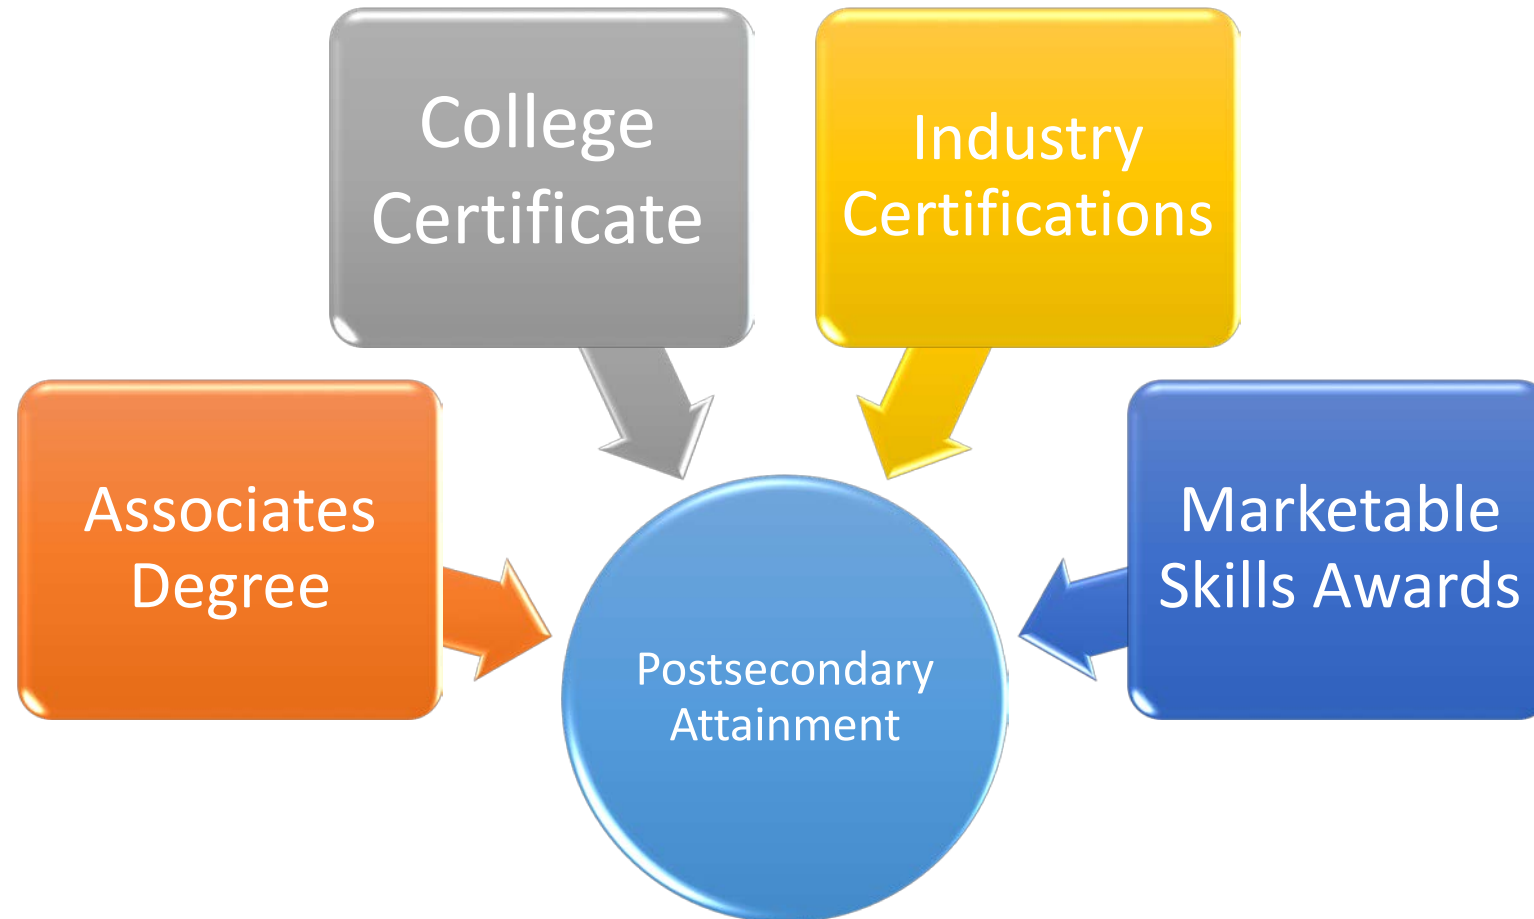 College
Certificate
Industry
Certifications
Associates
Degree
Marketable
Skills Awards
Postsecondary
Attainment